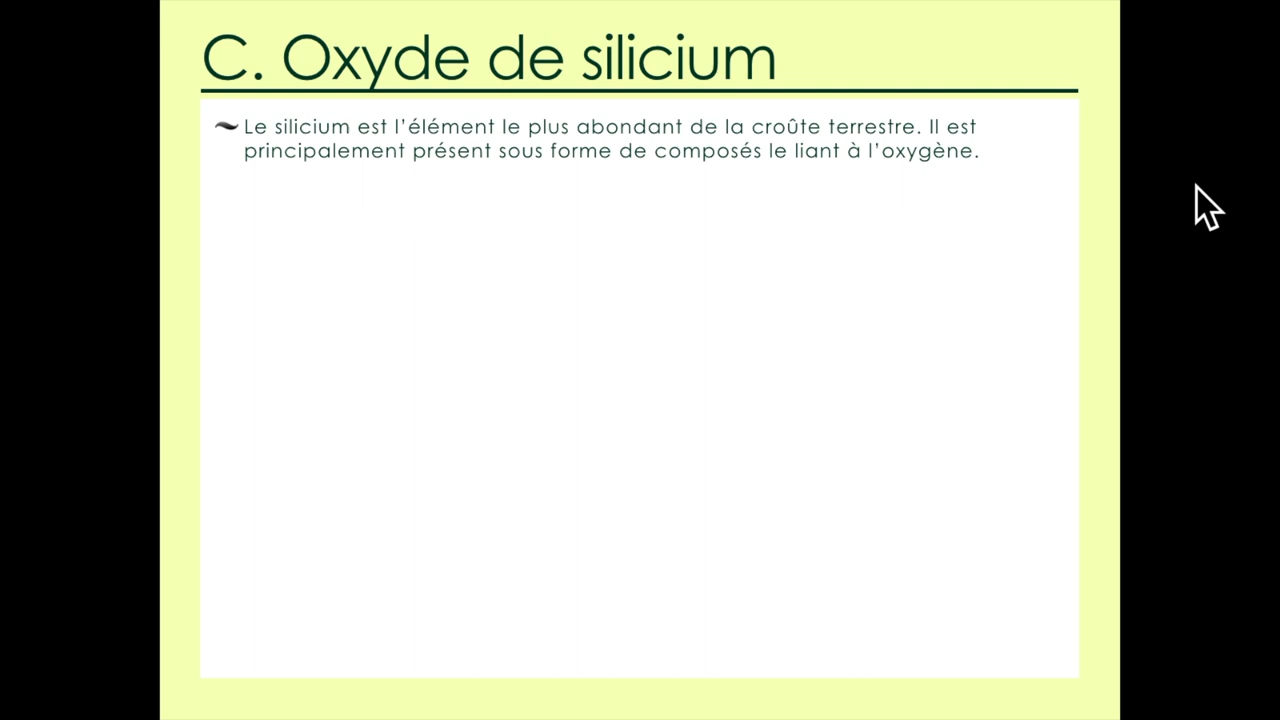 C. Oxyde de silicium
Le silicium est l’élément le plus abondant de la croûte terrestre. Il est
principalement présent sous forme de composés le liant à l’oxygène.